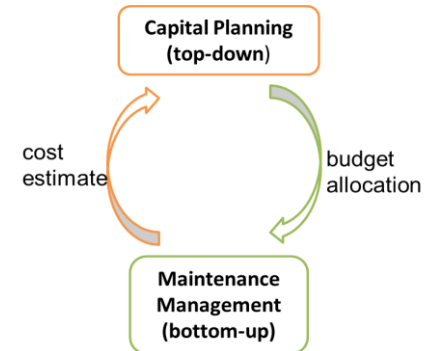 Capital Planning
(top-down)
cost
estimate
budget
allocation
Maintenance
Management
(bottom-up)